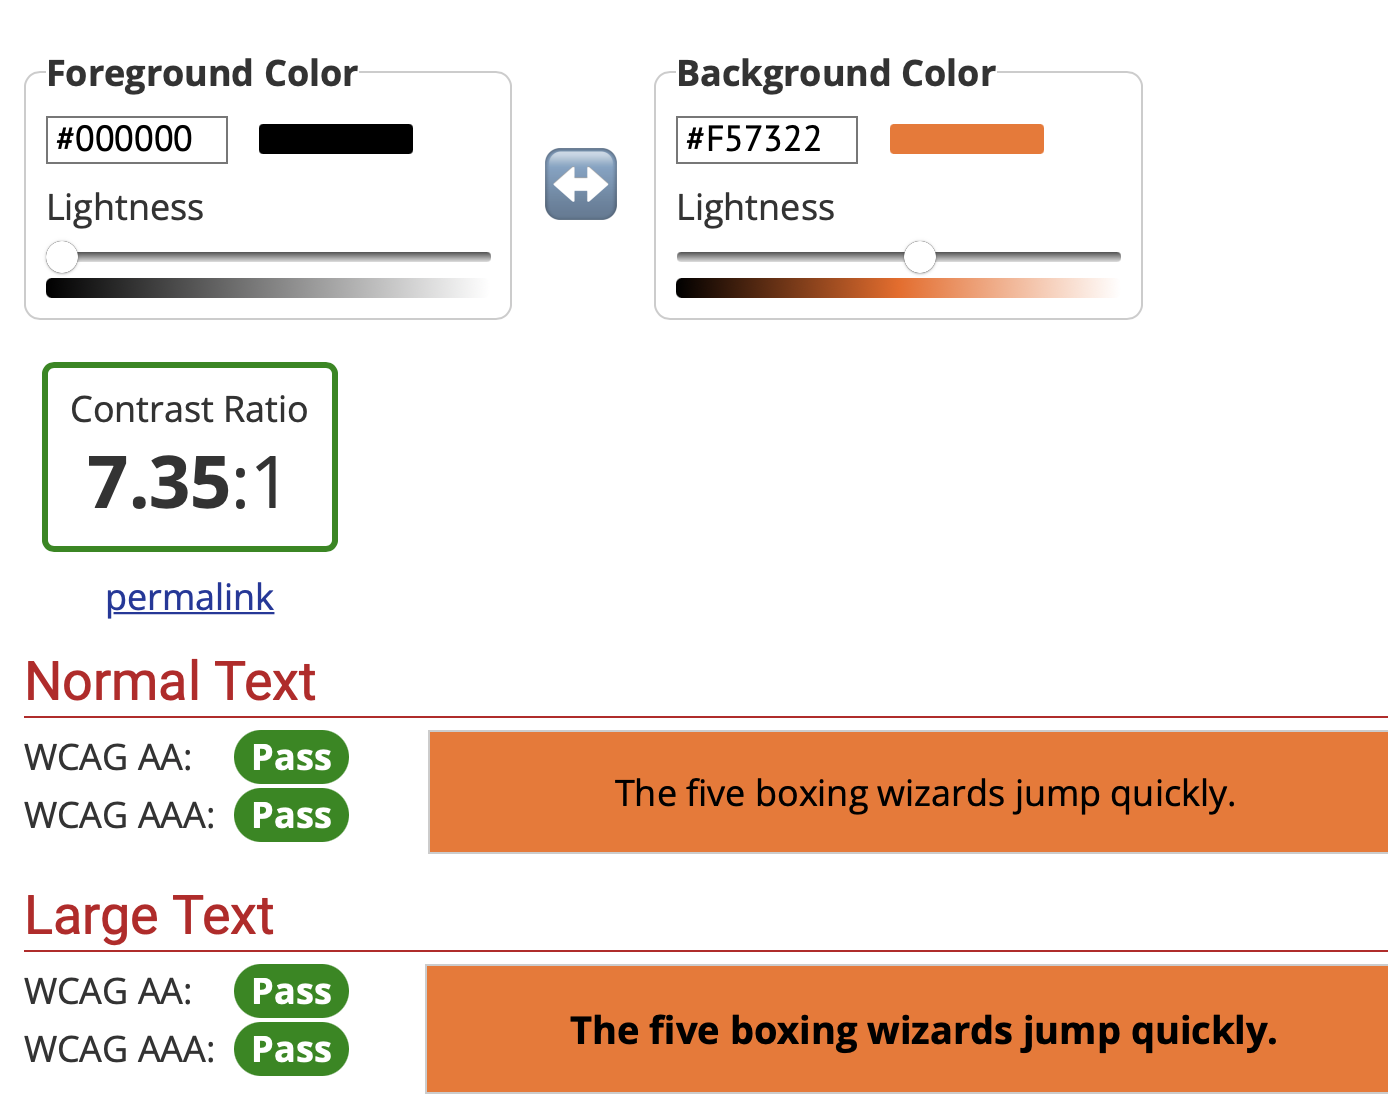 Foreground Color
Background Color
#000000
#F57322
Lightness
Lightness
Contrast Ratio
7.35:1
permalink
Normal Text
WCAG AA: Pass
WCAG AAA: Pass
The five boxing wizards jump quickly.
Large Text
WCAG AA: Pass
WCAG AAA: Pass
The five boxing wizards jump quickly.